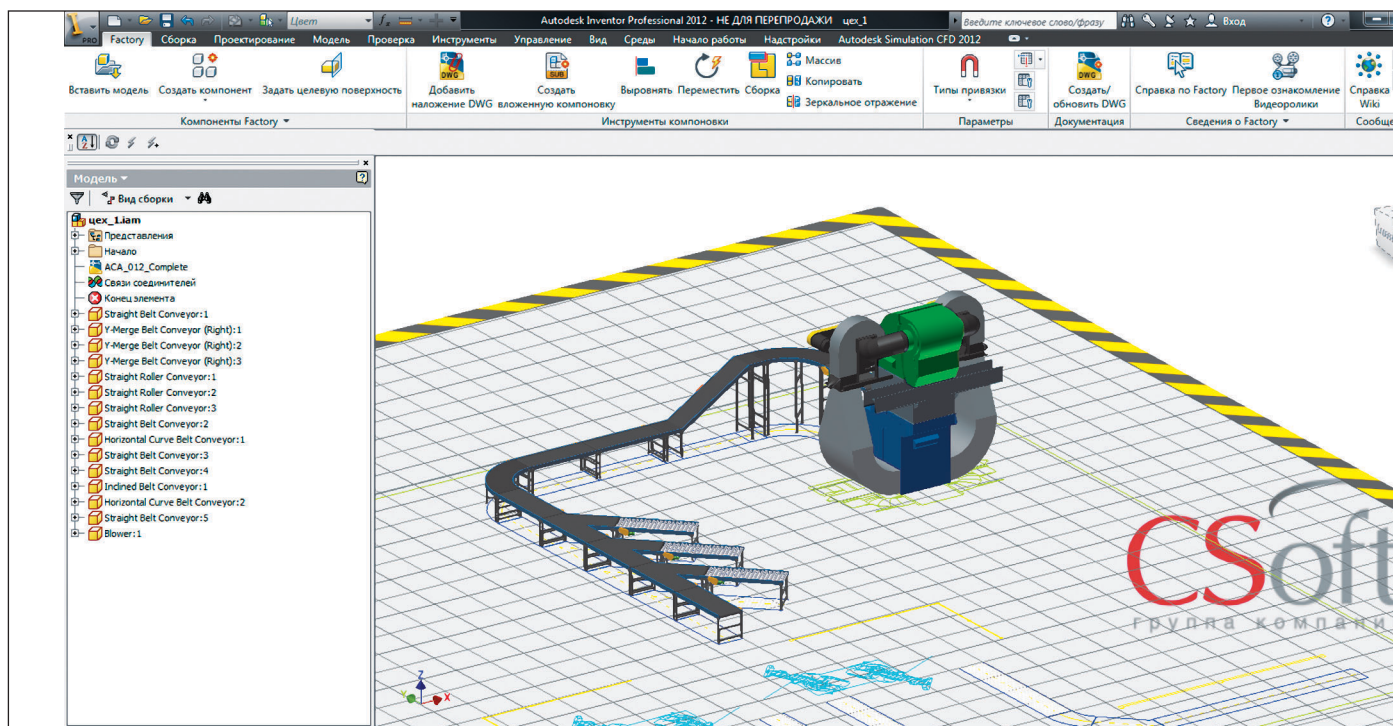 Цвет
Autodesk Inventor Professional 2012 - НЕ ДЛЯ ПЕРЕПРОДАЖИ цех_1
Введите ключевое слово/фразу
Вход
PRO Factory Сборка Проектирование Модель Проверка Инструменты Управление Вид Среды Начало работы Надстройки Autodesk Simulation CFD 2012
Вставить модель Создать компонент Задать целевую поверхность
DWG
Добавить
наложение DWG
SUB
Создать
вложенную компоновку
Выровнять Переместить Сборка
Массив
Копировать
Зеркальное отражение
Типы привязки
DWG
Создать/
обновить DWG
Справка по Factory
Первое ознакомление
Видеоролики
Справка
Wiki
Компоненты Factory Инструменты компоновки Параметры Документация Сведения о Factory Сообще
Модель
Вид сборки
цех_1.iam
Представления
Начало
ACA_012_Complete
Связи соединителей
Конец элемента
Straight Belt Conveyor:1
Y-Merge Belt Conveyor (Right):1
Y-Merge Belt Conveyor (Right):2
Y-Merge Belt Conveyor (Right):3
Straight Roller Conveyor:1
Straight Roller Conveyor:2
Straight Roller Conveyor:3
Straight Belt Conveyor:2
Horizontal Curve Belt Conveyor:1
Straight Belt Conveyor:3
Straight Belt Conveyor:4
Inclined Belt Conveyor:1
Horizontal Curve Belt Conveyor:2
Straight Belt Conveyor:5
Blower:1
CSoft
группа компани
Z
Y
X